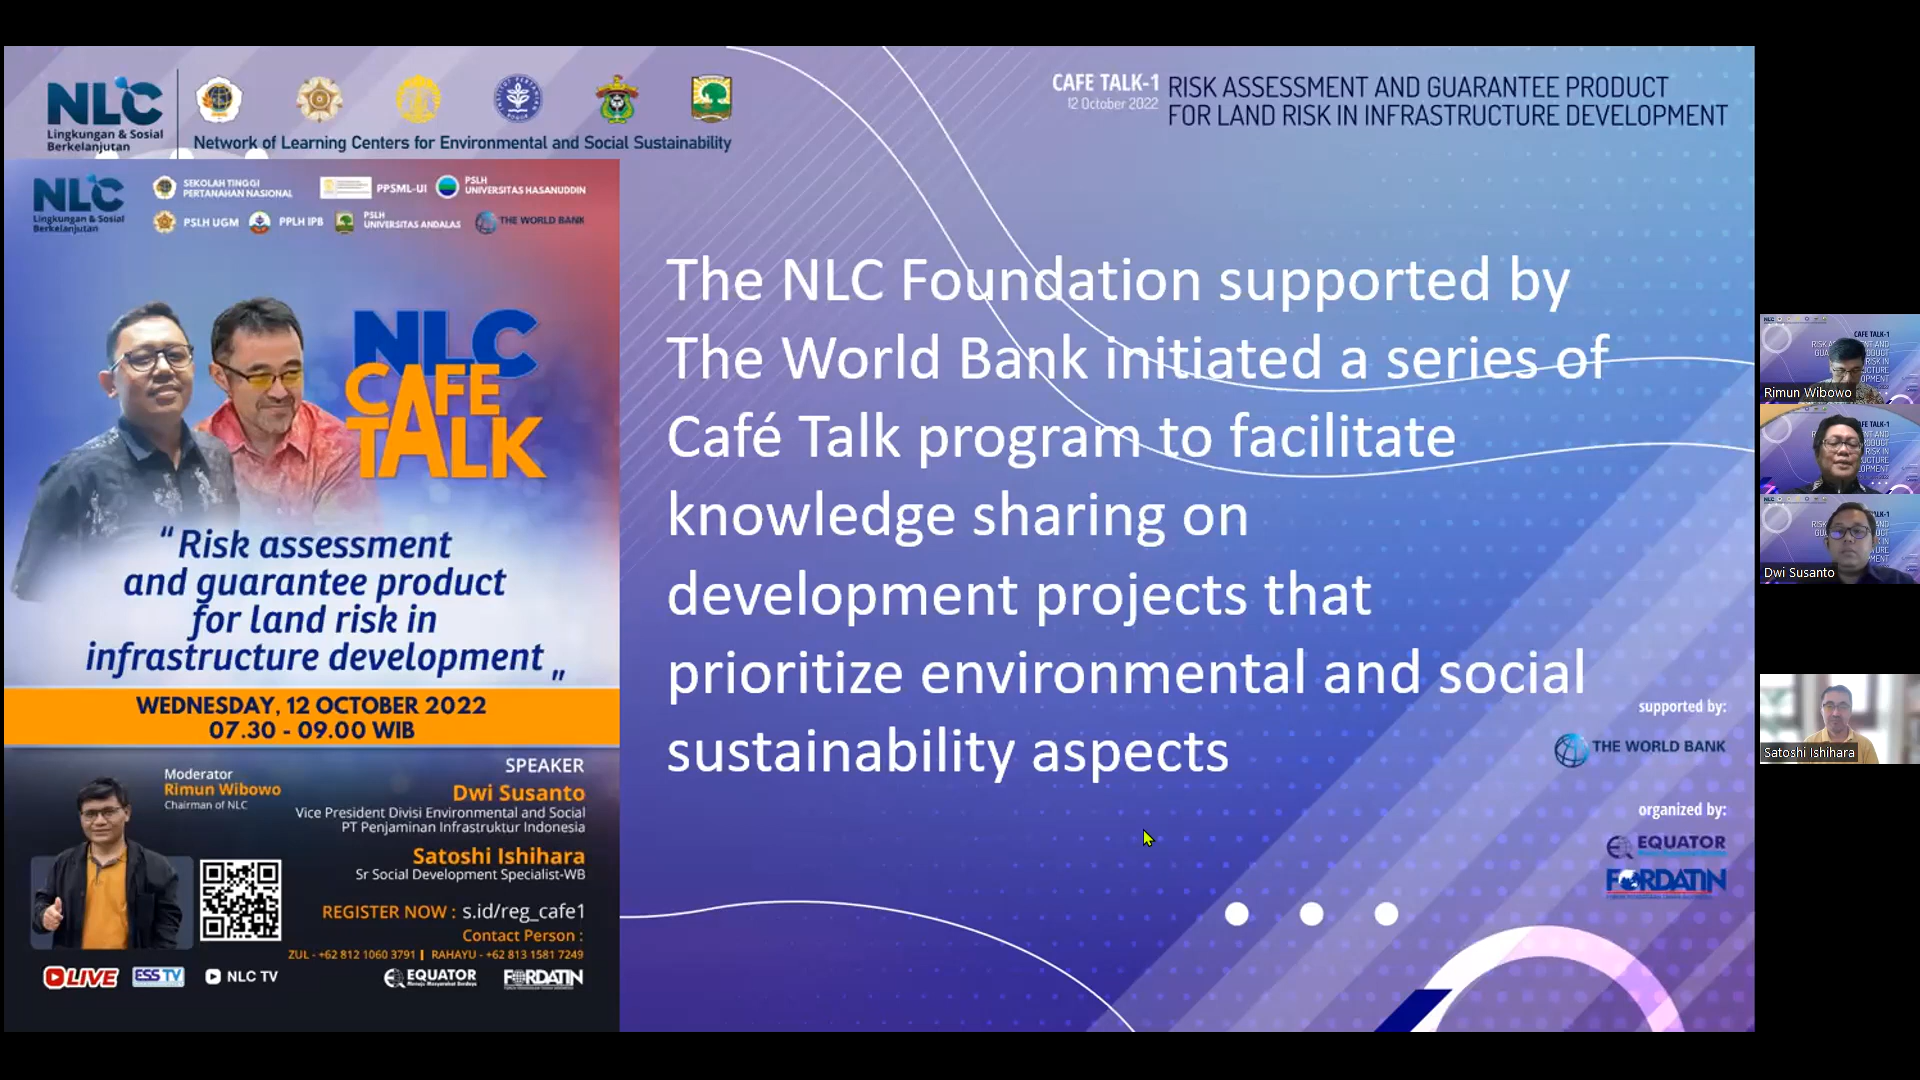 NLC
Lingkungan & Sosial
Berkelanjutan
Network of Learning Centers for Environmental and Social Sustainability
CAFE TALK-1
12 October 2022
RISK ASSESSMENT AND GUARANTEE PRODUCT
FOR LAND RISK IN INFRASTRUCTURE DEVELOPMENT
NLC
Lingkungan & Sosial
Berkelanjutan
SEKOLAH TINGGI
PERTANAHAN NASIONAL
PPSML-UI
PSLH
UNIVERSITAS HASANUDDIN
PSLH UGM
PPLH IPB
PSLH
UNIVERSITAS ANDALAS
THE WORLD BANK
NLC
CAFE
TALK
“Risk assessment
and guarantee product
for land risk in
infrastructure development„
WEDNESDAY, 12 OCTOBER 2022
07.30 - 09.00 WIB
Moderator
Rimun Wibowo
Chairman of NLC
SPEAKER
Dwi Susanto
Vice President Divisi Environmental and Social
PT Penjaminan Infrastruktur Indonesia
Satoshi Ishihara
Sr Social Development Specialist-WB
REGISTER NOW : s.id/reg_cafe1
Contact Person :
ZUL - +62 812 1060 3791 | RAHAYU - +62 813 1581 7249
LIVE
ESS TV
NLC TV
EQUATOR
FORDATIN
The NLC Foundation supported by
The World Bank initiated a series of
Café Talk program to facilitate
knowledge sharing on
development projects that
prioritize environmental and social
sustainability aspects
supported by:
THE WORLD BANK
organized by:
EQUATOR
FORDATIN
Rimun Wibowo
Dwi Susanto
Satoshi Ishihara